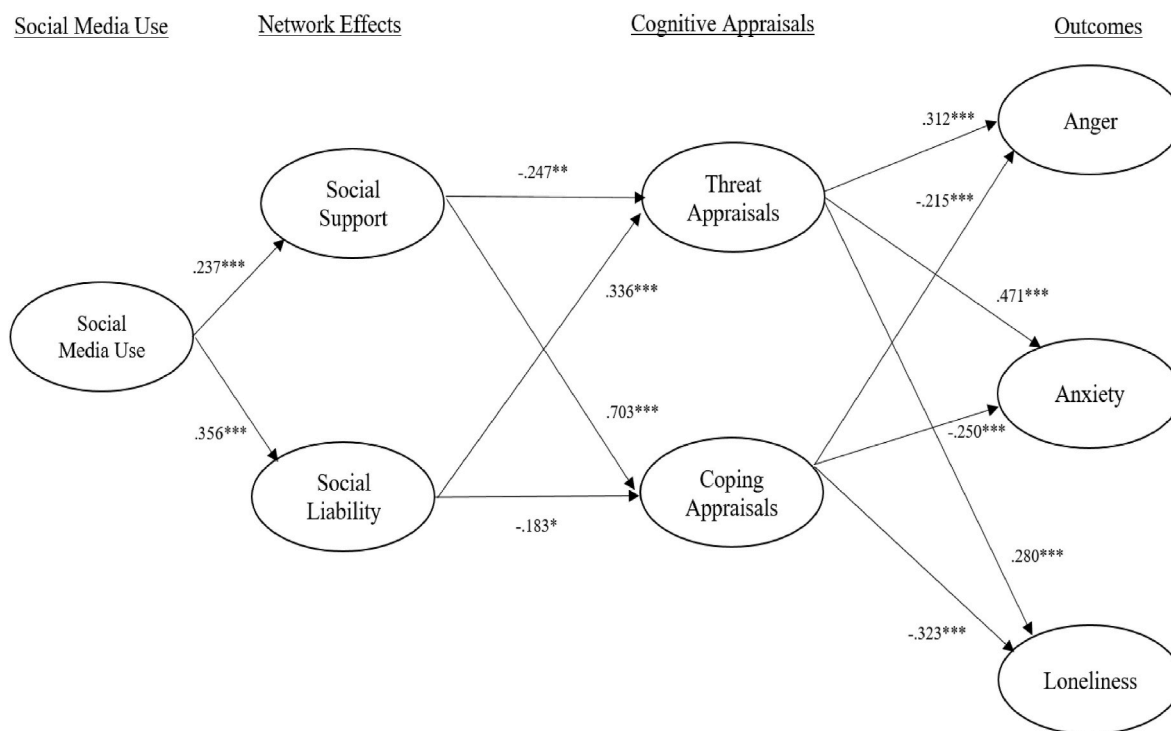 Social Media Use
Network Effects
Cognitive Appraisals
Outcomes
Anger
.312***
Social
Support
-.247**
Threat
Appraisals
-.215***
.237***
.336***
.471***
Social
Media Use
Anxiety
.703***
-.250***
.356***
Social
Liability
Coping
Appraisals
-.183*
.280***
-.323***
Loneliness